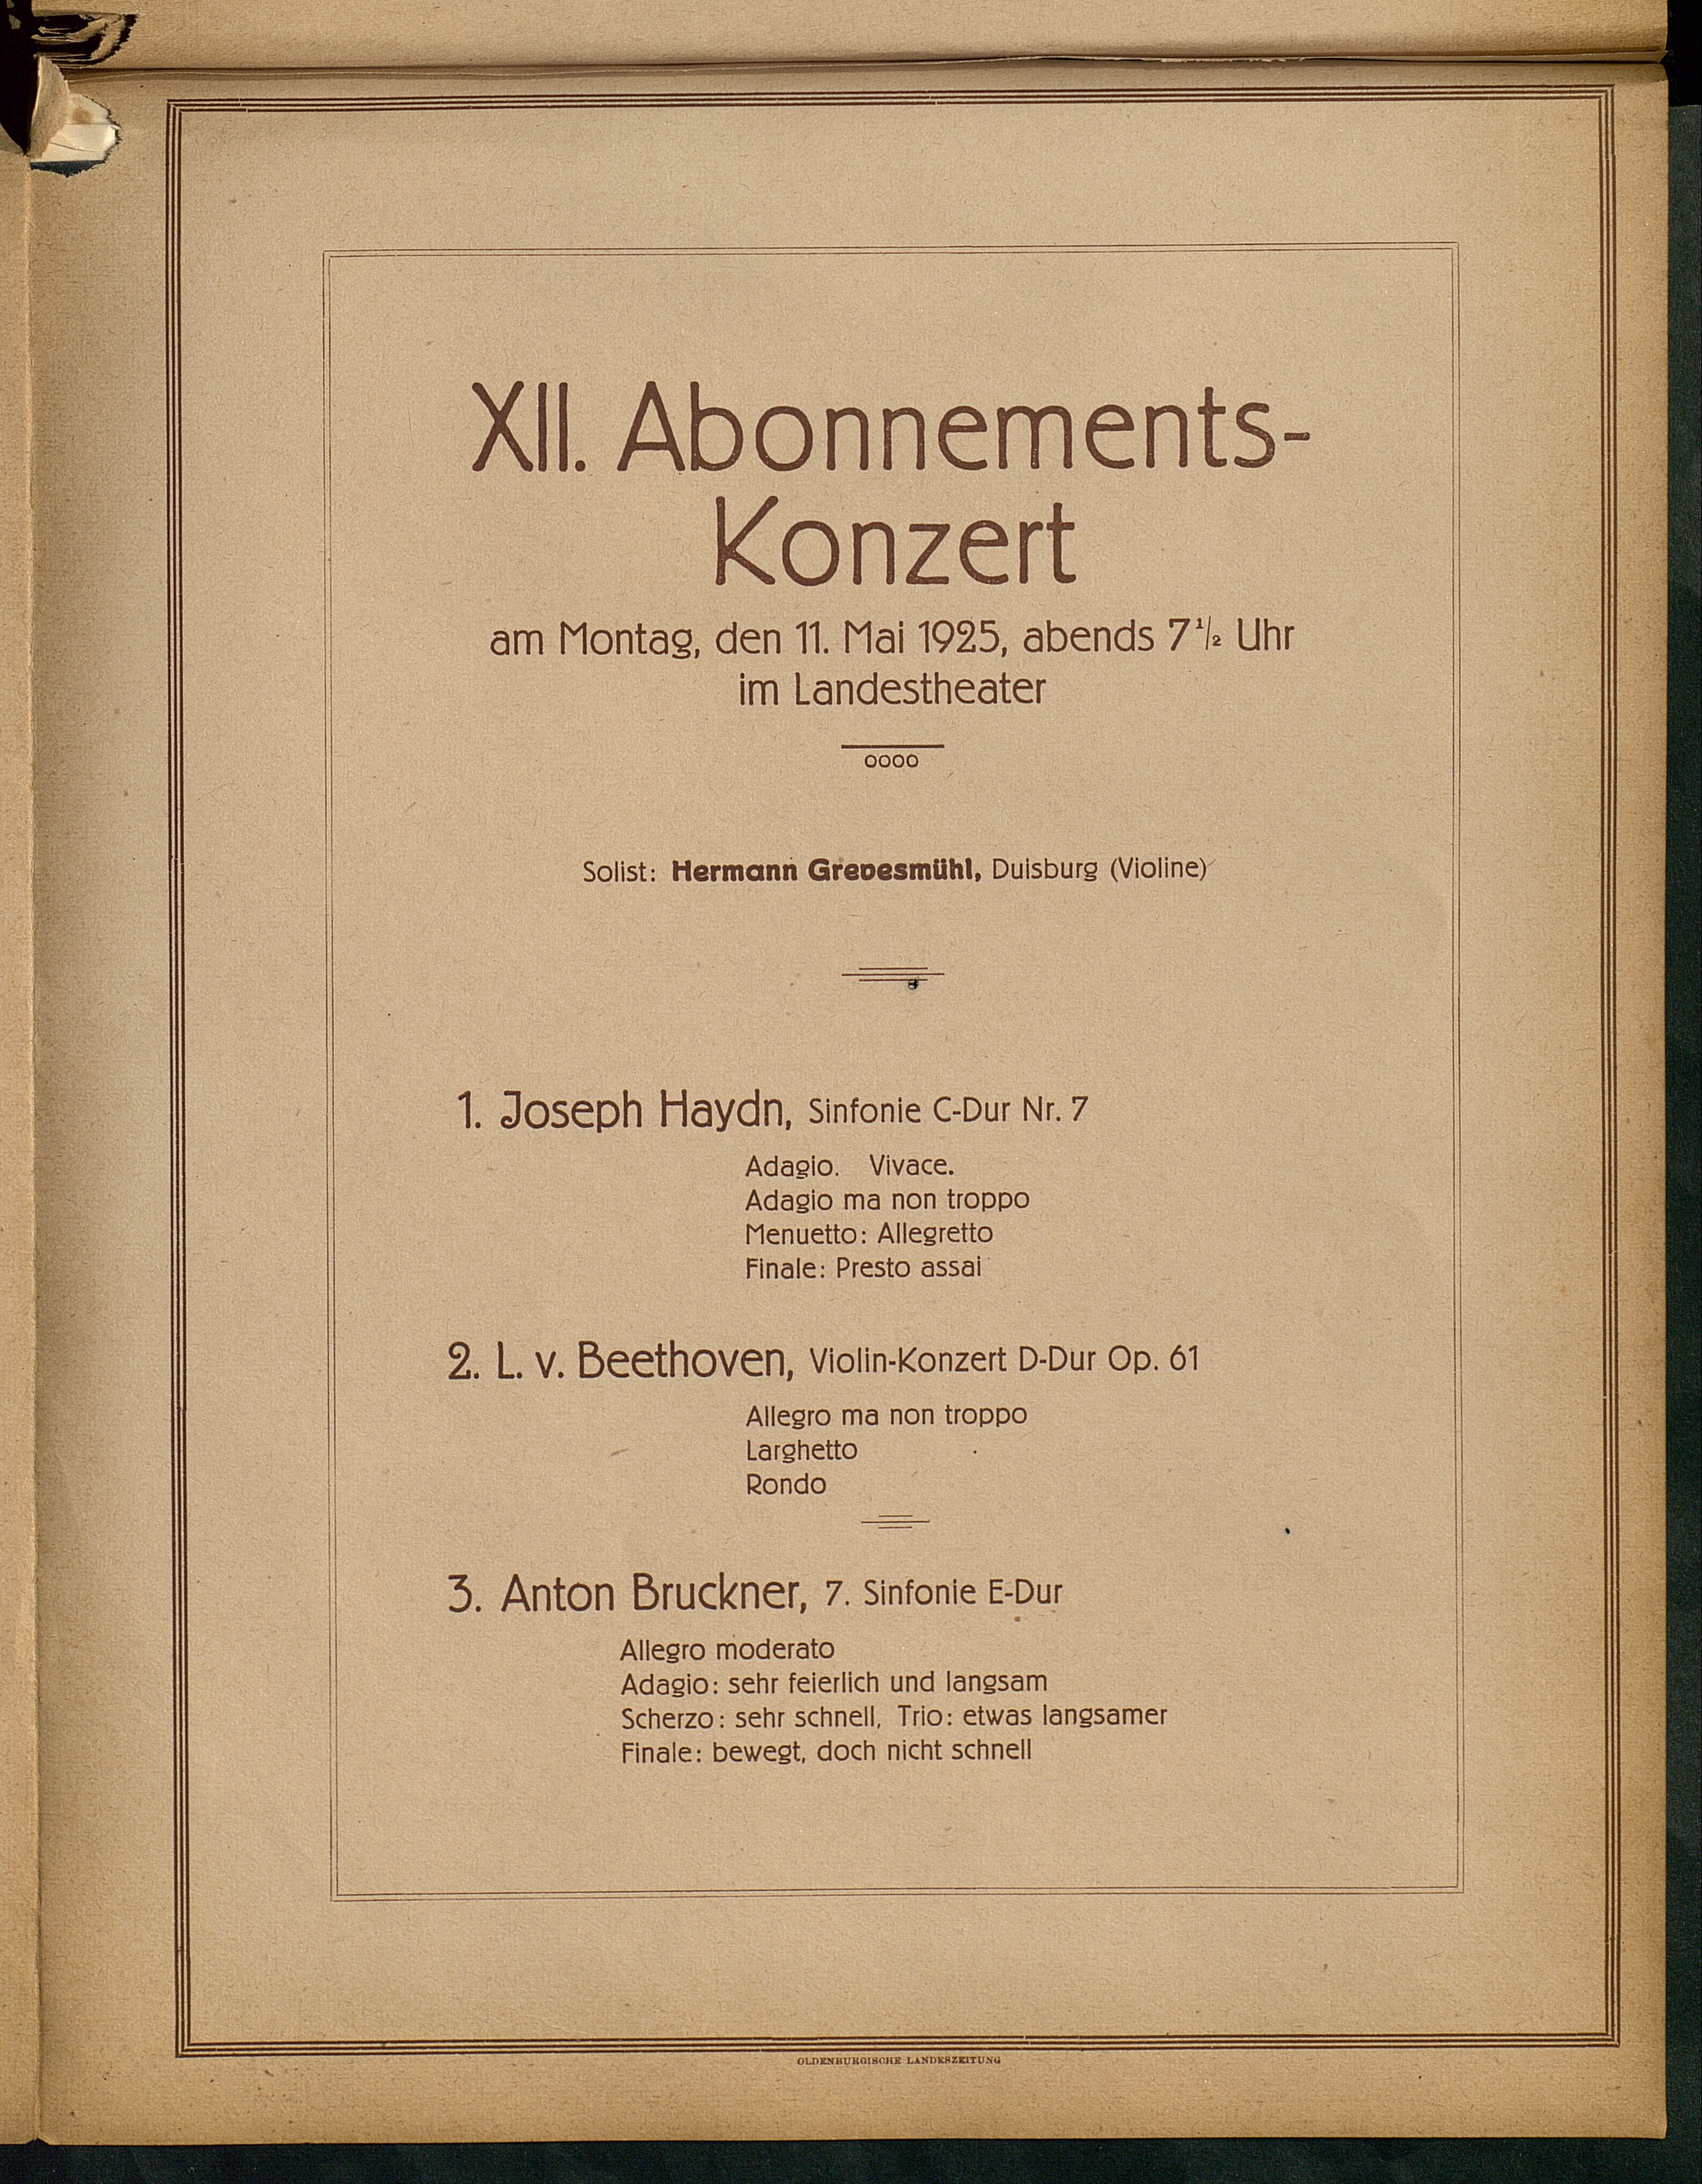 XII. Abonnements-
Konzert
am Montag, den 11. Mai 1925, abends 7½ Uhr
im Landestheater
oooo
Solist: Hermann Grevesmühl, Duisburg (Violine)
1. Joseph Haydn, Sinfonie C-Dur Nr. 7
Adagio. Vivace.
Adagio ma non troppo
Menuetto: Allegretto
Finale: Presto assai
2. L. v. Beethoven, Violin-Konzert D-Dur Op. 61
Allegro ma non troppo
Larghetto
Rondo
3. Anton Bruckner, 7. Sinfonie E-Dur
Allegro moderato
Adagio: sehr feierlich und langsam
Scherzo: sehr schnell, Trio: etwas langsamer
Finale: bewegt, doch nicht schnell
OLDENBURGISCHE LANDESZEITUNG